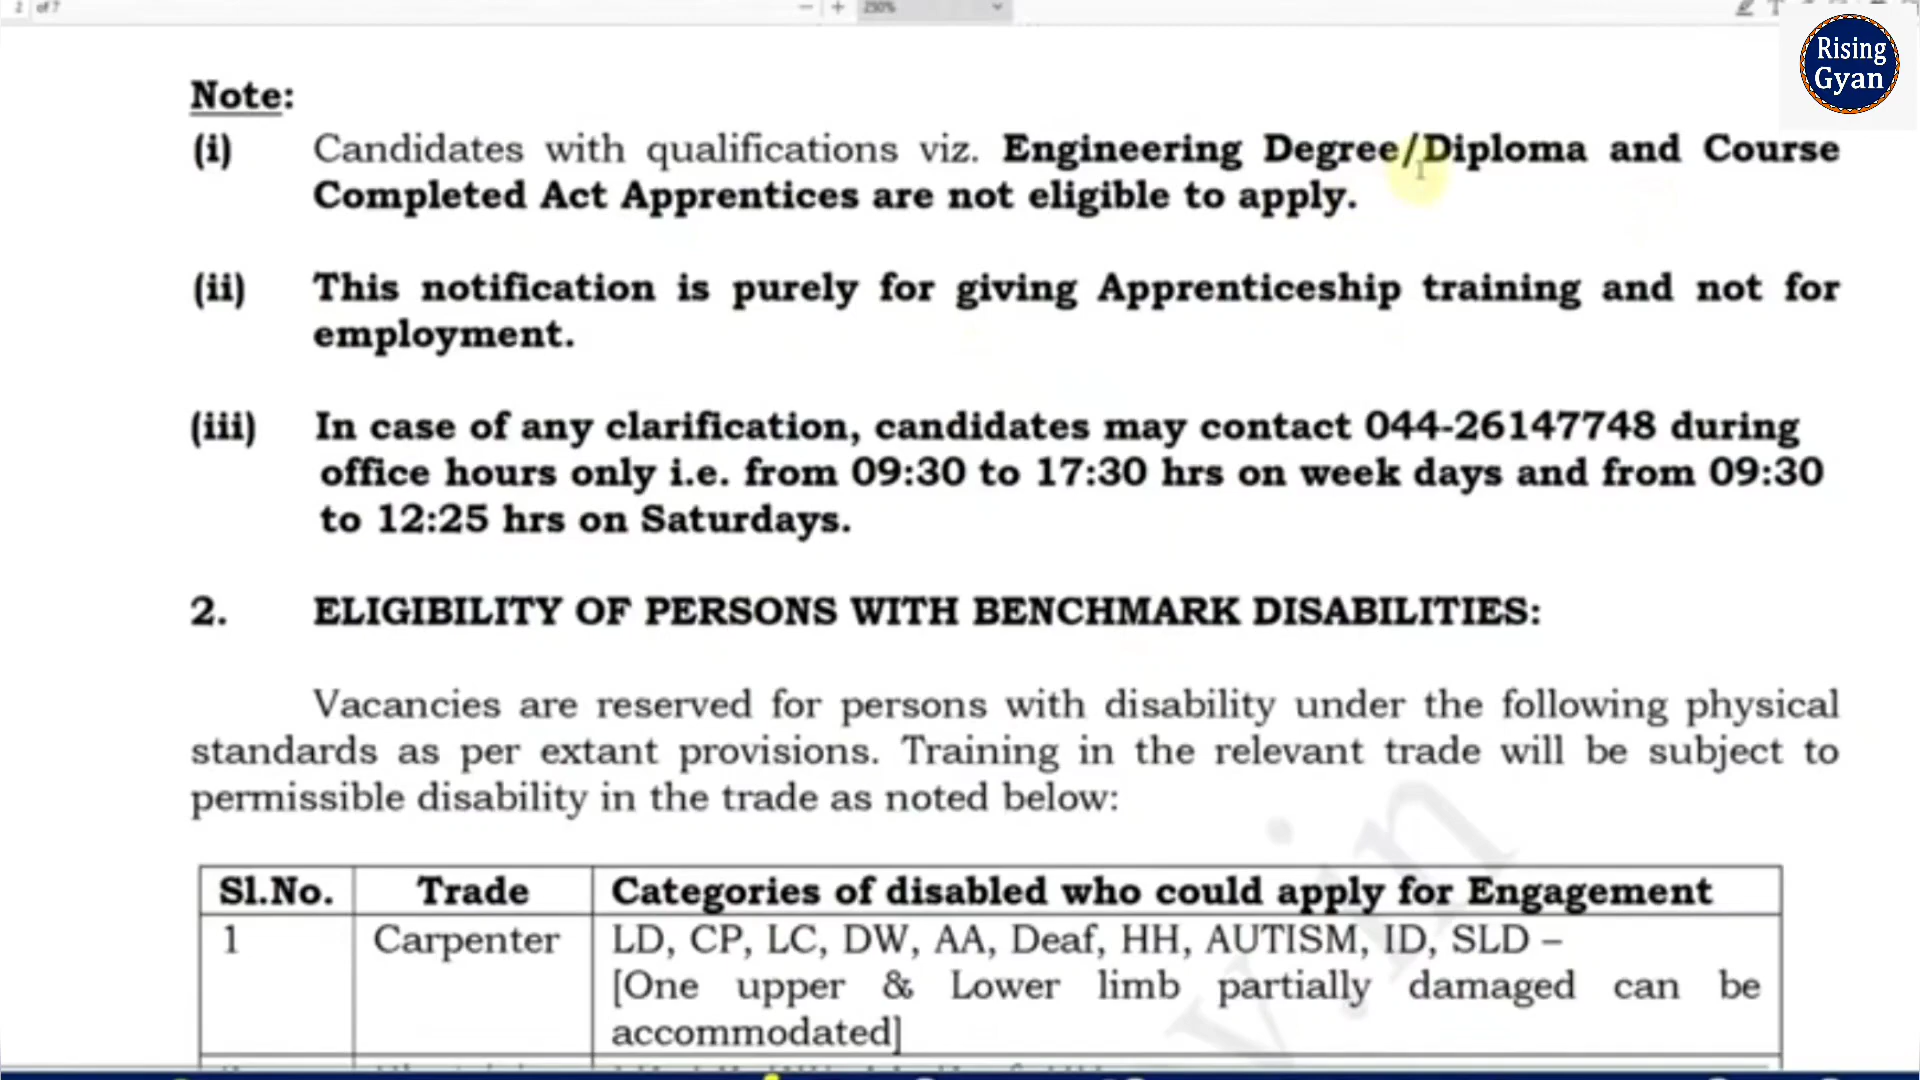 2 of 7
250%
Rising
Gyan
Note:
(i) Candidates with qualifications viz. Engineering Degree/Diploma and Course
Completed Act Apprentices are not eligible to apply.
(ii) This notification is purely for giving Apprenticeship training and not for
employment.
(iii) In case of any clarification, candidates may contact 044-26147748 during
office hours only i.e. from 09:30 to 17:30 hrs on week days and from 09:30
to 12:25 hrs on Saturdays.
2. ELIGIBILITY OF PERSONS WITH BENCHMARK DISABILITIES:
Vacancies are reserved for persons with disability under the following physical
standards as per extant provisions. Training in the relevant trade will be subject to
permissible disability in the trade as noted below:
Sl.No. Trade Categories of disabled who could apply for Engagement
1 Carpenter LD, CP, LC, DW, AA, Deaf, HH, AUTISM, ID, SLD –
[One upper & Lower limb partially damaged can be
accommodated]
v.in